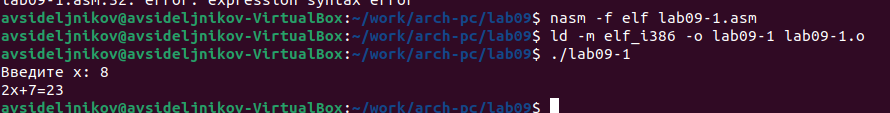 lab09-1.asm:32: error: expression syntax error
avsideljnikov@avsideljnikov-VirtualBox:~/work/arch-pc/lab09$ nasm -f elf lab09-1.asm
avsideljnikov@avsideljnikov-VirtualBox:~/work/arch-pc/lab09$ ld -m elf_i386 -o lab09-1 lab09-1.o
avsideljnikov@avsideljnikov-VirtualBox:~/work/arch-pc/lab09$ ./lab09-1
Введите x: 8
2x+7=23
avsideljnikov@avsideljnikov-VirtualBox:~/work/arch-pc/lab09$